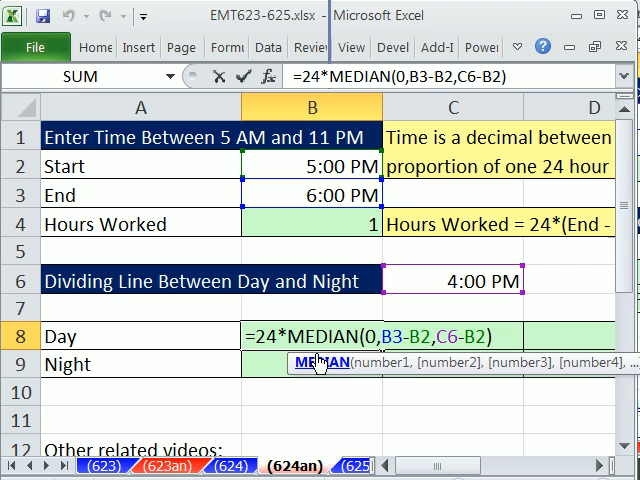 EMT623-625.xlsx - Microsoft Excel
File Home Insert Page Formu Data Review View Devel Add-I Power
SUM =24*MEDIAN(0,B3-B2,C6-B2)
A B C D
1 Enter Time Between 5 AM and 11 PM Time is a decimal between
2 Start 5:00 PM proportion of one 24 hour
3 End 6:00 PM
4 Hours Worked 1 Hours Worked = 24*(End -
5
6 Dividing Line Between Day and Night 4:00 PM
7
8 Day =24*MEDIAN(0,B3-B2,C6-B2)
9 Night MEDIAN(number1, [number2], [number3], [number4], ...
10
11
12 Other related videos:
(623) (623an) (624) (624an) (625